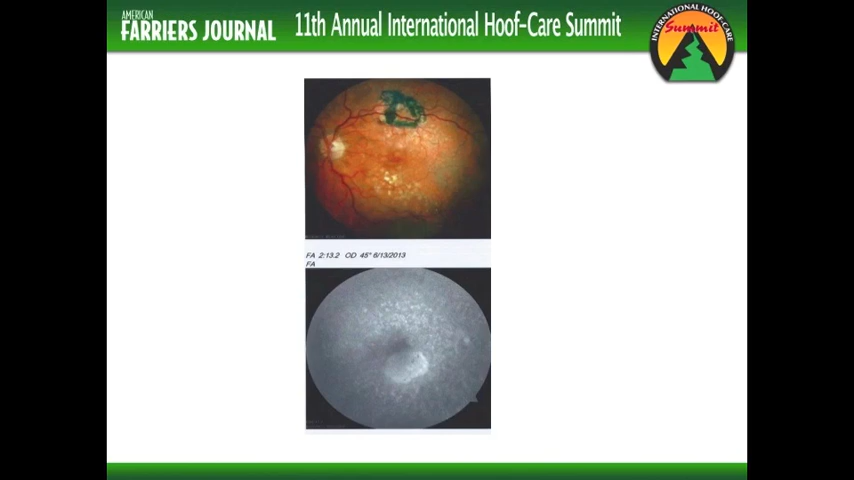 AMERICAN
FARRIERS JOURNAL
11th Annual International Hoof-Care Summit
INTERNATIONAL HOOF-CARE
Summit
FA 2:13.2 OD 45° 6/13/2013
FA